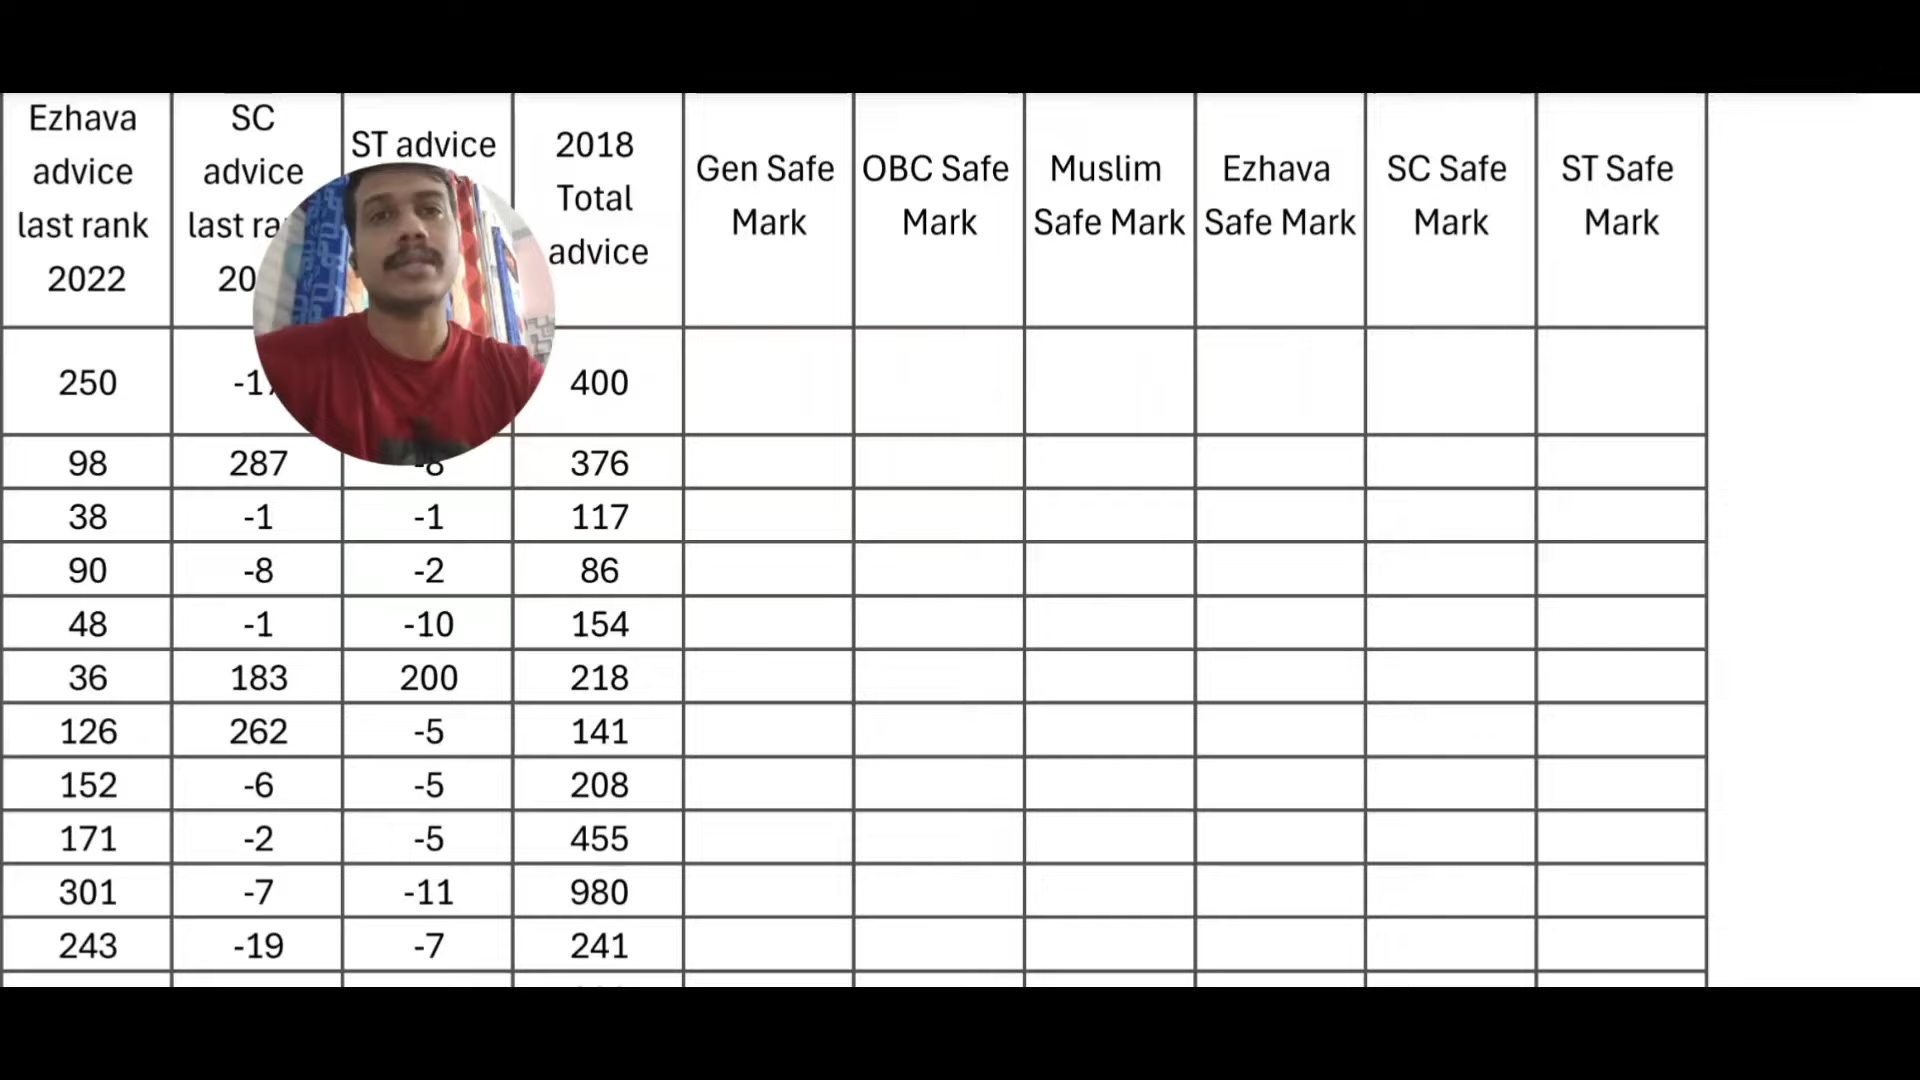 Ezhava advice last rank 2022
SC advice last
ST advice
2018 Total advice
Gen Safe Mark
OBC Safe Mark
Muslim Safe Mark
Ezhava Safe Mark
SC Safe Mark
ST Safe Mark
250 400
98 287 376
38 -1 -1 117
90 -8 -2 86
48 -1 -10 154
36 183 200 218
126 262 -5 141
152 -6 -5 208
171 -2 -5 455
301 -7 -11 980
243 -19 -7 241